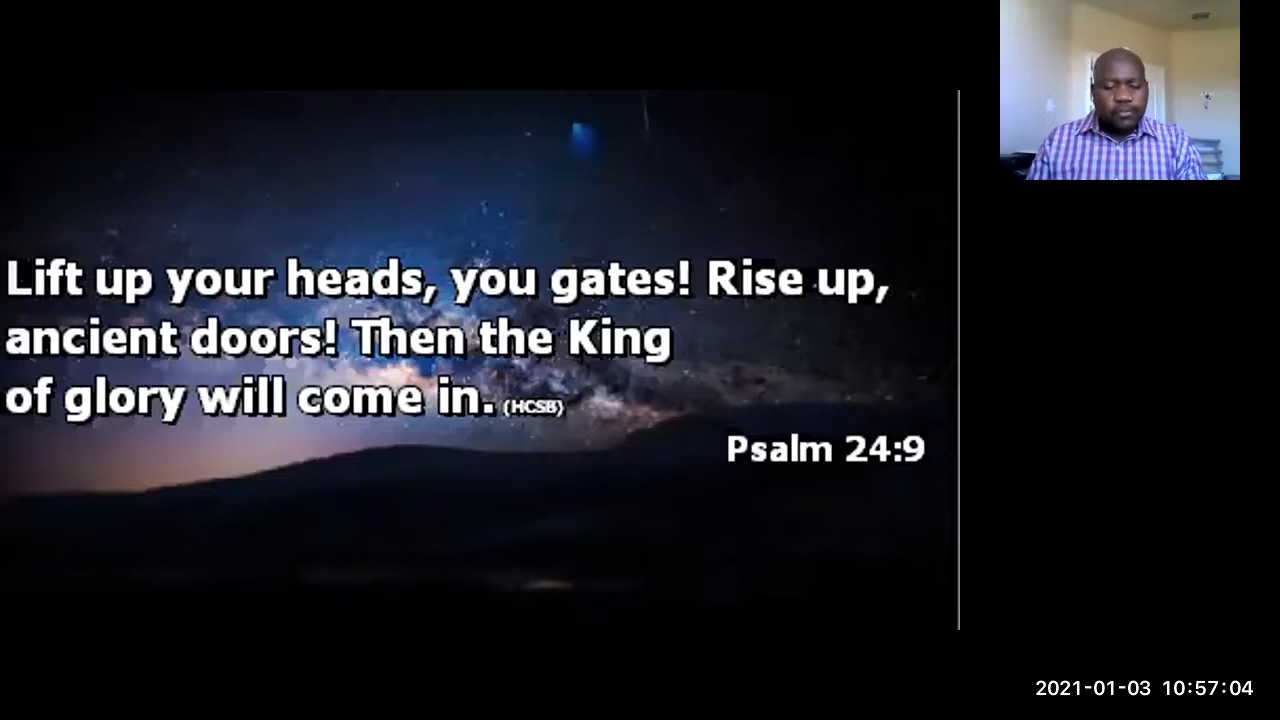 Lift up your heads, you gates! Rise up,
ancient doors! Then the King
of glory will come in. (HCSB)
Psalm 24:9
2021-01-03 10:57:04